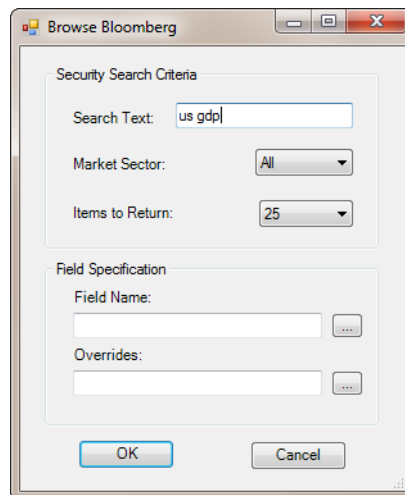 Browse Bloomberg
Security Search Criteria
Search Text: us gdp
Market Sector: All
Items to Return: 25
Field Specification
Field Name:
...
Overrides:
...
OK Cancel